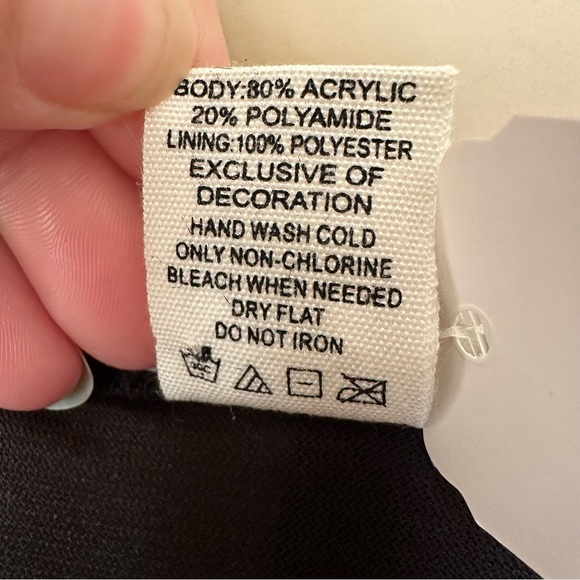 BODY:80% ACRYLIC
20% POLYAMIDE
LINING:100% POLYESTER
EXCLUSIVE OF
DECORATION
HAND WASH COLD
ONLY NON-CHLORINE
BLEACH WHEN NEEDED
DRY FLAT
DO NOT IRON